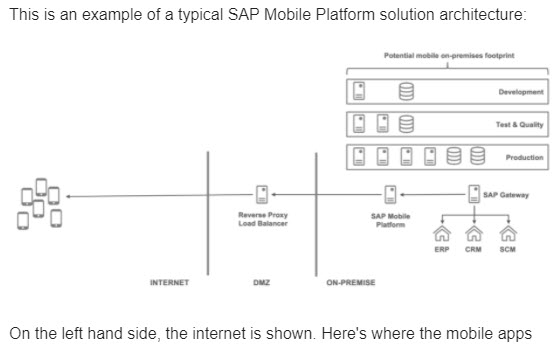 This is an example of a typical SAP Mobile Platform solution architecture:
Potential mobile on-premises footprint
Development
Test & Quality
Production
SAP Gateway
Reverse Proxy
Load Balancer
SAP Mobile
Platform
ERP CRM SCM
INTERNET DMZ ON-PREMISE
On the left hand side, the internet is shown. Here's where the mobile apps